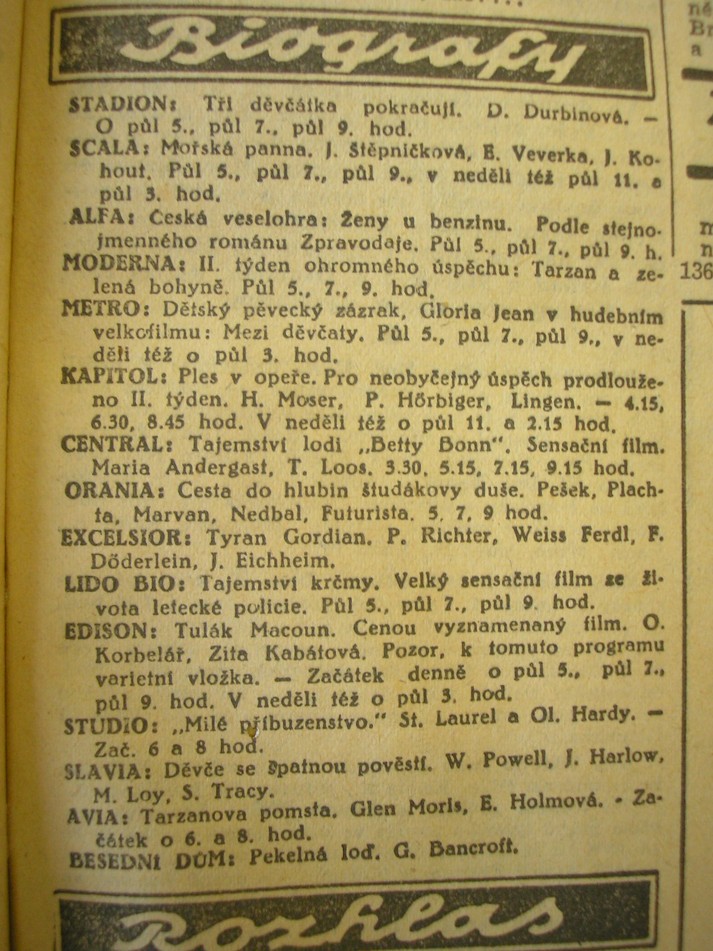 Biografy
STADION: Tři děvčátka pokračují. D. Durbinová. —
O půl 5., půl 7., půl 9. hod.
SCALA: Mořská panna. J. Štěpničková, E. Veverka, J. Ko-
hout. Půl 5., půl 7., půl 9., v neděli též půl 11. a
půl 3. hod.
ALFA: Česká veselohra: Ženy u benzinu. Podle stejno-
jmenného románu Zpravodaje. Půl 5., půl 7., půl 9. h.
MODERNA: II. týden ohromného úspěchu: Tarzan a ze-
lená bohyně. Půl 5., 7., 9. hod.
METRO: Dětský pěvecký zázrak, Gloria Jean v hudebním
velkofilmu: Mezi děvčaty. Půl 5., půl 7., půl 9., v ne-
děli též o půl 3. hod.
KAPITOL: Ples v opeře. Pro neobyčejný úspěch prodlouže-
no II. týden. H. Moser, P. Hörbiger, Lingen. — 4.15,
6.30, 8.45 hod. V neděli též o půl 11. a 2.15 hod.
CENTRAL: Tajemství lodi „Betty Bonn“. Sensační film.
Maria Andergast, T. Loos. 3.30, 5.15, 7.15, 9.15 hod.
ORANIA: Cesta do hlubin študákovy duše. Pešek, Plach-
ta, Marvan, Nedbal, Futurista. 5, 7, 9 hod.
EXCELSIOR: Tyran Gordian. P. Richter, Weiss Ferdl, F.
Döderlein, J. Eichheim.
LIDO BIO: Tajemství krčmy. Velký sensační film ze ži-
vota letecké policie. Půl 5., půl 7., půl 9. hod.
EDISON: Tulák Macoun. Cenou vyznamenaný film. O.
Korbelář, Zita Kabátová. Pozor, k tomuto programu
varietní vložka. — Začátek denně o půl 5., půl 7.,
půl 9. hod. V neděli též o půl 3. hod.
STUDIO: „Milé příbuzenstvo.“ St. Laurel a Ol. Hardy. —
Zač. 6 a 8 hod.
SLAVIA: Děvče se špatnou pověstí. W. Powell, J. Harlow,
M. Loy, S. Tracy.
AVIA: Tarzanova pomsta. Glen Moris, E. Holmová. - Za-
čátek o 6. a 8. hod.
BESEDNÍ DŮM: Pekelná loď. G. Bancroft.
Rozhlas
136